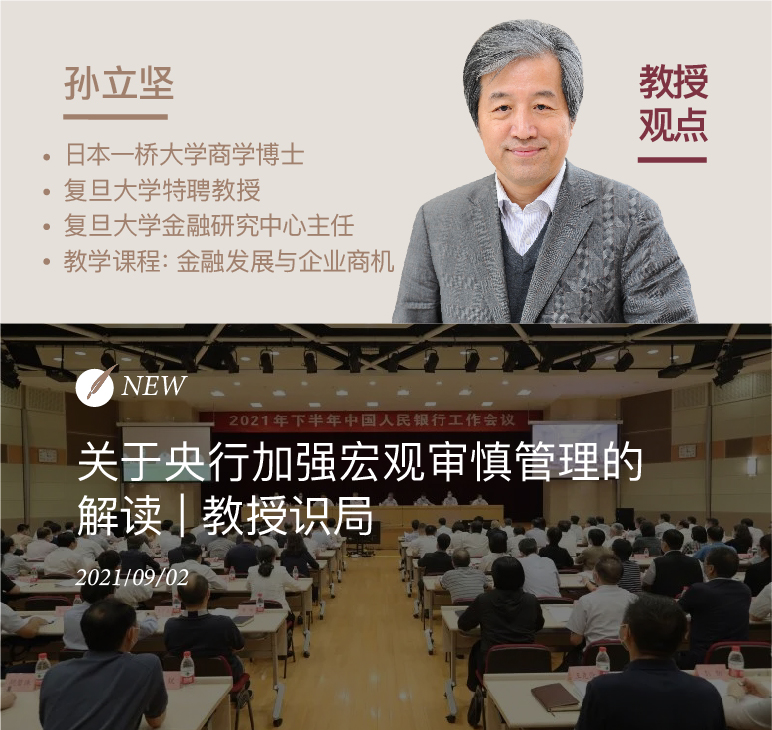 孙立坚
教授
观点
• 日本一桥大学商学博士
• 复旦大学特聘教授
• 复旦大学金融研究中心主任
• 教学课程：金融发展与企业商机
NEW
2021年下半年中国人民银行工作会议
关于央行加强宏观审慎管理的
解读｜教授识局
2021/09/02